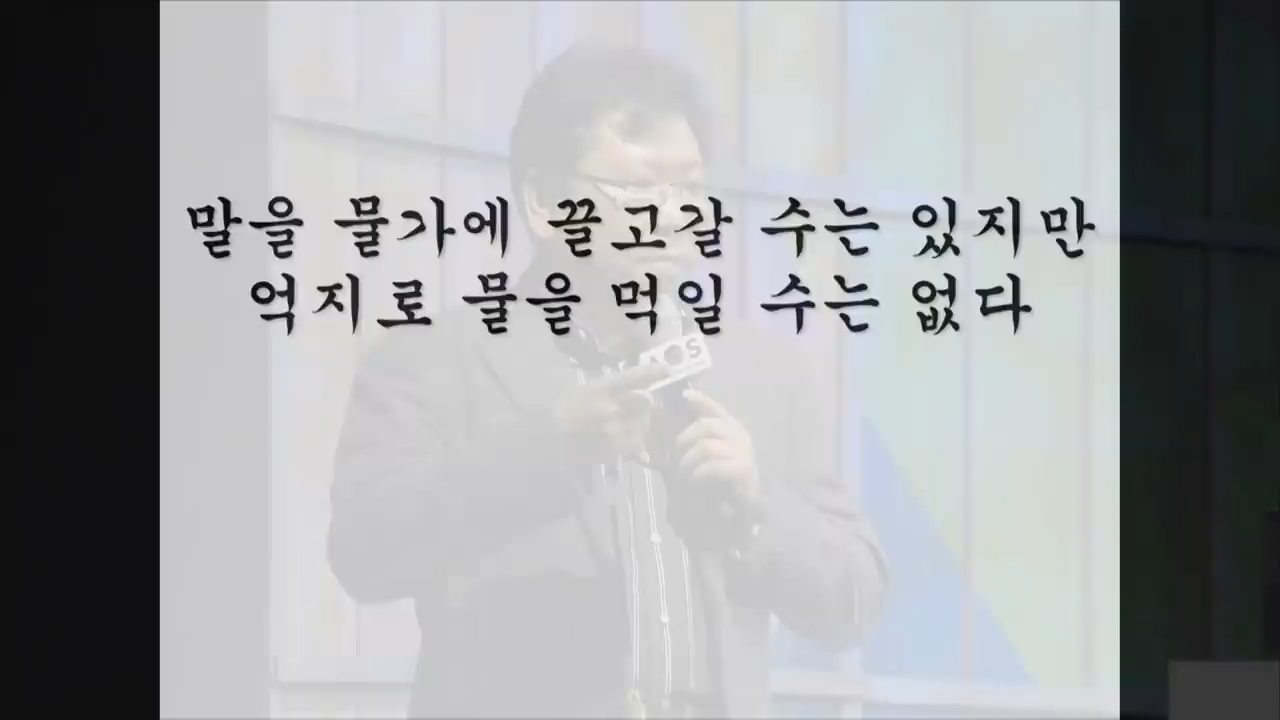 말을 물가에 끌고갈 수는 있지만
억지로 물을 먹일 수는 없다